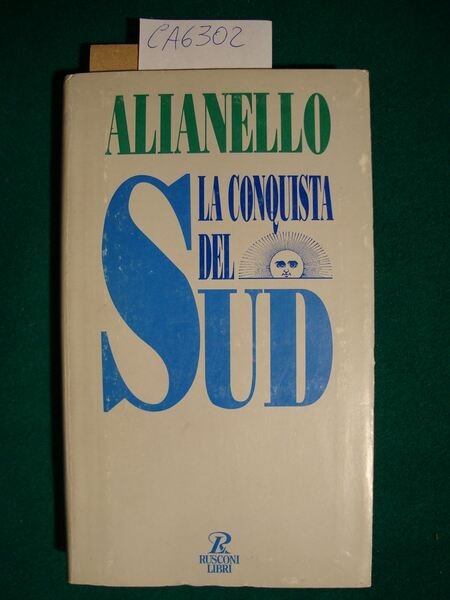 CA6302
ALIANELLO
LA CONQUISTA
DEL
SUD
R
RUSCONI
LIBRI